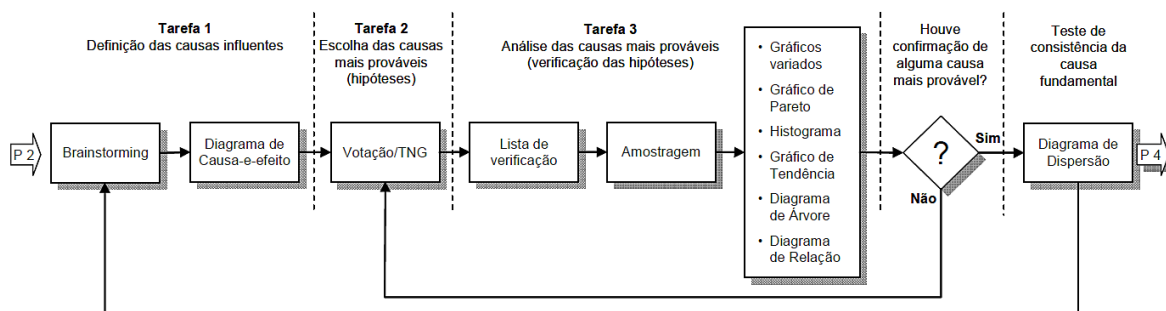 Tarefa 1
Definição das causas influentes
Tarefa 2
Escolha das causas
mais prováveis
(hipóteses)
Tarefa 3
Análise das causas mais prováveis
(verificação das hipóteses)
Houve
confirmação de
alguma causa
mais provável?
Teste de
consistência da
causa
fundamental
P 2
Brainstorming
Diagrama de
Causa-e-efeito
Votação/TNG
Lista de
verificação
Amostragem
• Gráficos
variados
• Gráfico de
Pareto
• Histograma
• Gráfico de
Tendência
• Diagrama
de Árvore
• Diagrama
de Relação
?
Sim
Não
Diagrama de
Dispersão
P 4